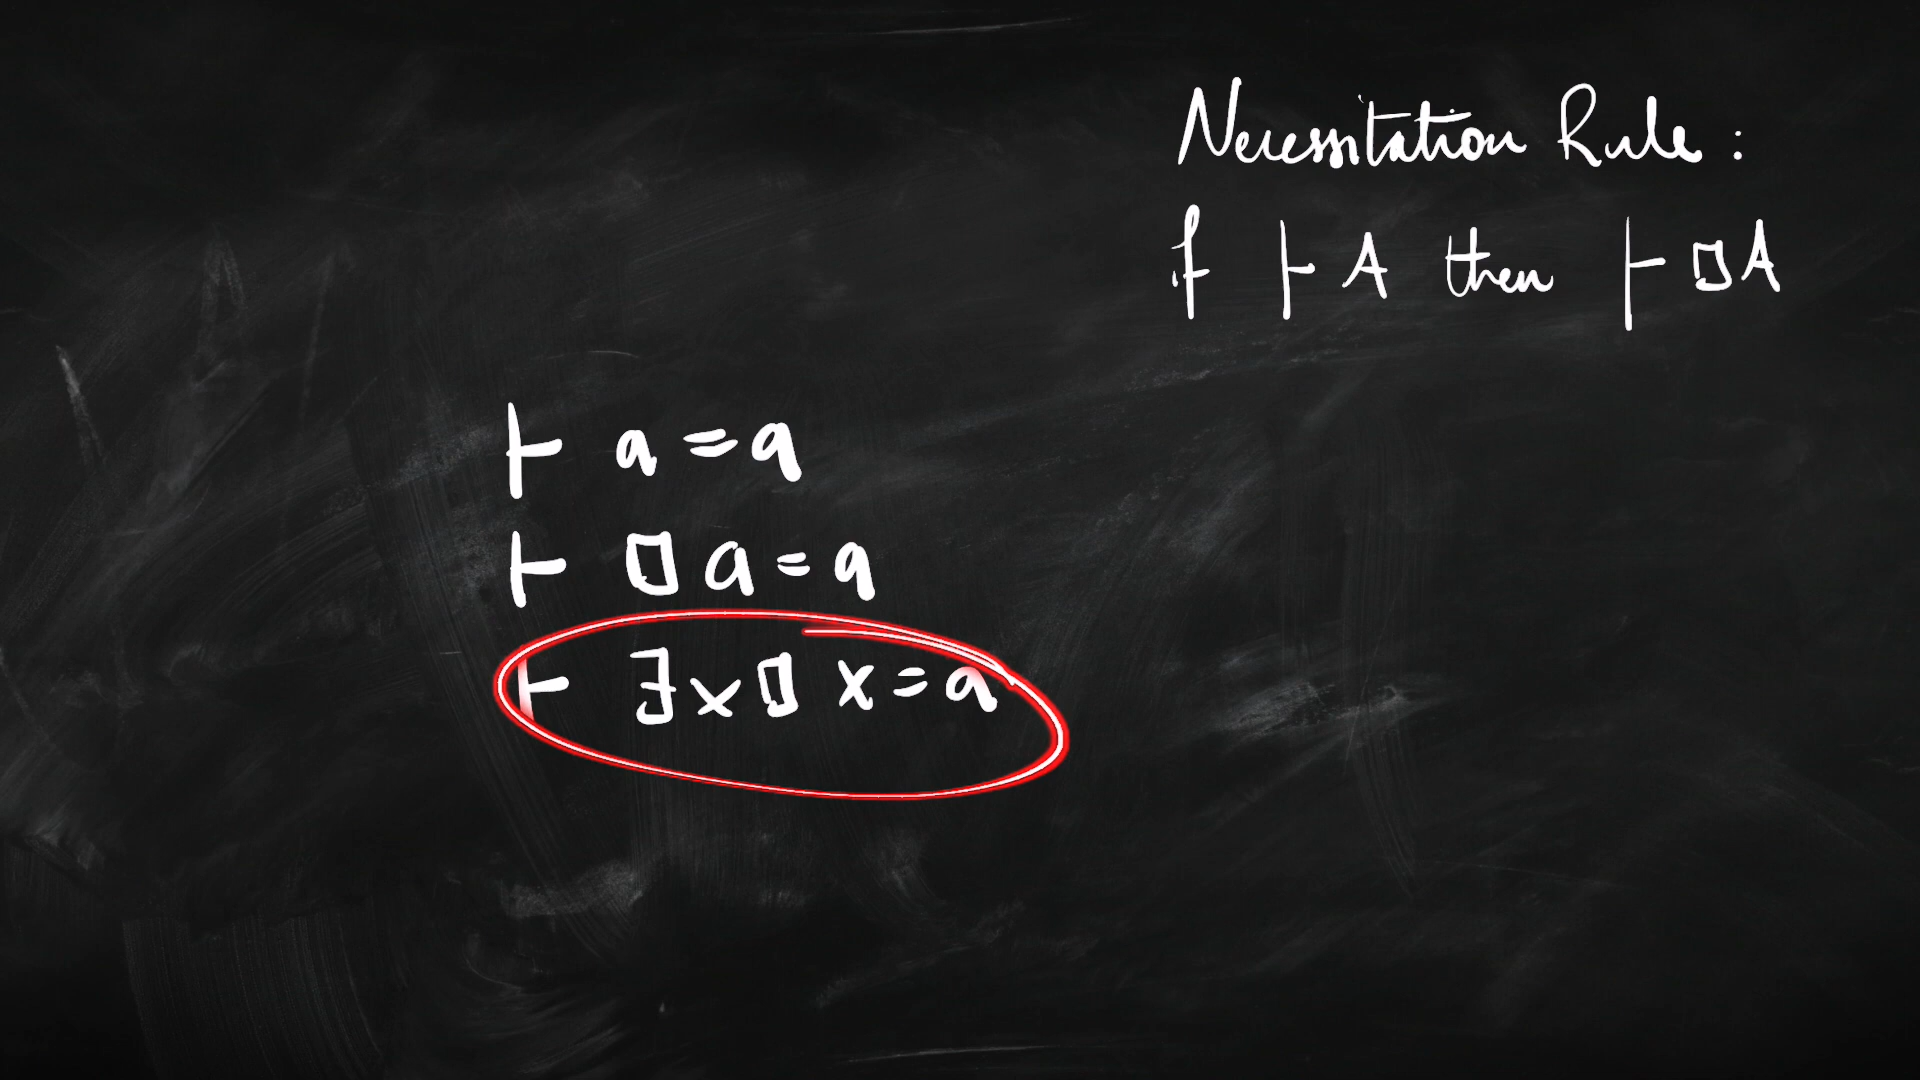 Necessitation Rule:
if ⊢ A then ⊢ □A
⊢ a = a
⊢ □ a = a
⊢ ∃x □ x = a